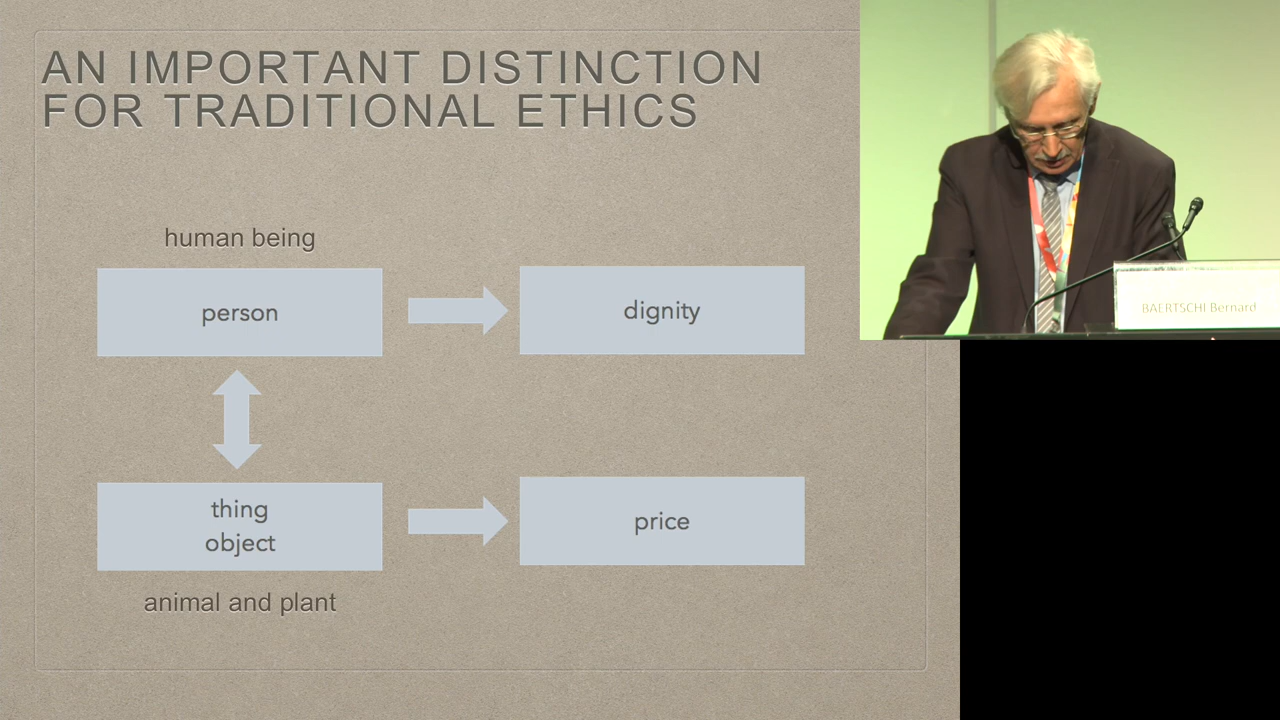 AN IMPORTANT DISTINCTION
FOR TRADITIONAL ETHICS
human being
person
dignity
thing
object
price
animal and plant
BAERTSCHI Bernard